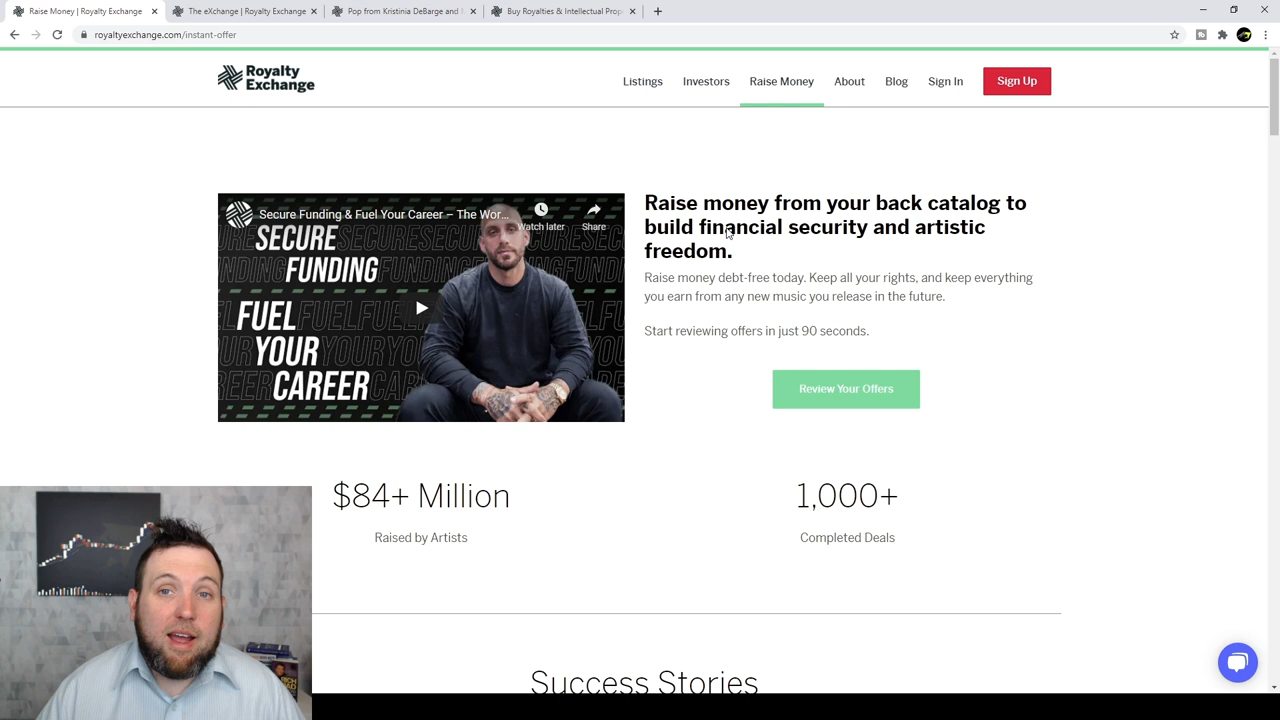 Raise Money | Royalty Exchange
The eXchange | Royalty Exchange
Pop from Kristinia DeBarge and
Buy Royalties & Intellectual Prop
royaltyexchange.com/instant-offer
Royalty
Exchange
Listings
Investors
Raise Money
About
Blog
Sign In
Sign Up
Secure Funding & Fuel Your Career – The Wor...
Watch later
Share
SECURE
FUNDING
FUEL
YOUR
CAREER
Raise money from your back catalog to
build financial security and artistic
freedom.
Raise money debt-free today. Keep all your rights, and keep everything
you earn from any new music you release in the future.
Start reviewing offers in just 90 seconds.
Review Your Offers
$84+ Million
Raised by Artists
1,000+
Completed Deals
Success Stories